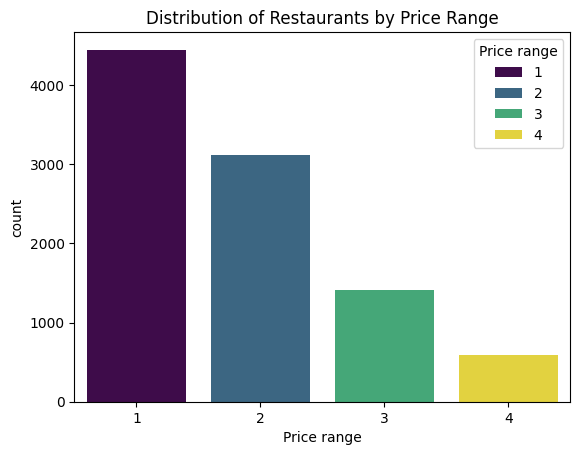 Distribution of Restaurants by Price Range
Price range
1
2
3
4
4000
3000
2000
1000
0
count
1 2 3 4
Price range